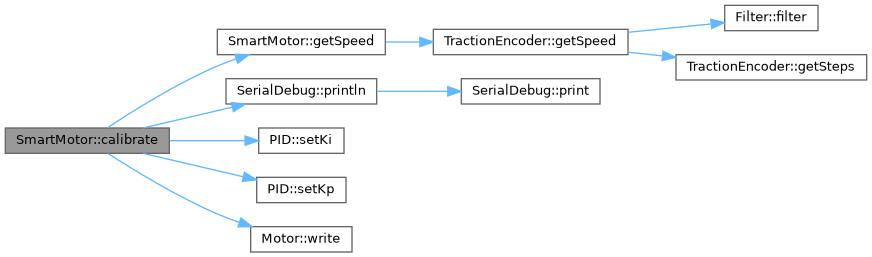 Filter::filter
SmartMotor::getSpeed
TractionEncoder::getSpeed
TractionEncoder::getSteps
SerialDebug::println
SerialDebug::print
SmartMotor::calibrate
PID::setKi
PID::setKp
Motor::write